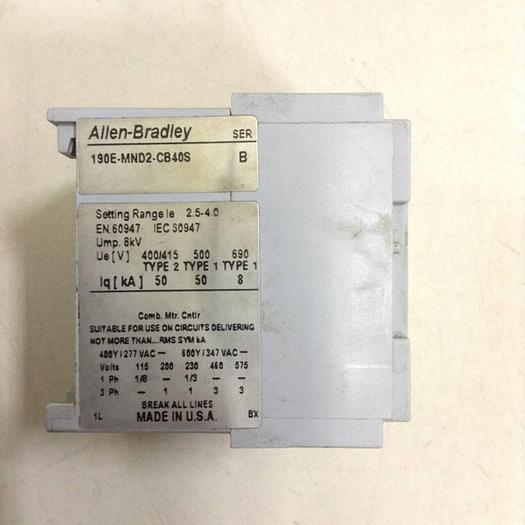 Allen-Bradley SER
190E-MND2-CB40S B
Setting Range Ie 2.5-4.0
EN 60947 IEC 60947
Uimp. 8kV
Ue [V] 400/415 500 690
TYPE 2 TYPE 1 TYPE 1
Iq [kA] 50 50 8
Comb. Mtr. Cntlr
SUITABLE FOR USE ON CIRCUITS DELIVERING
NOT MORE THAN....RMS SYM kA
480Y/277 VAC — 600Y/347 VAC —
Volts 115 200 230 460 575
1 Ph 1/8 — 1/3 — —
3 Ph — 1 1 3 3
BREAK ALL LINES
1L MADE IN U.S.A. BX